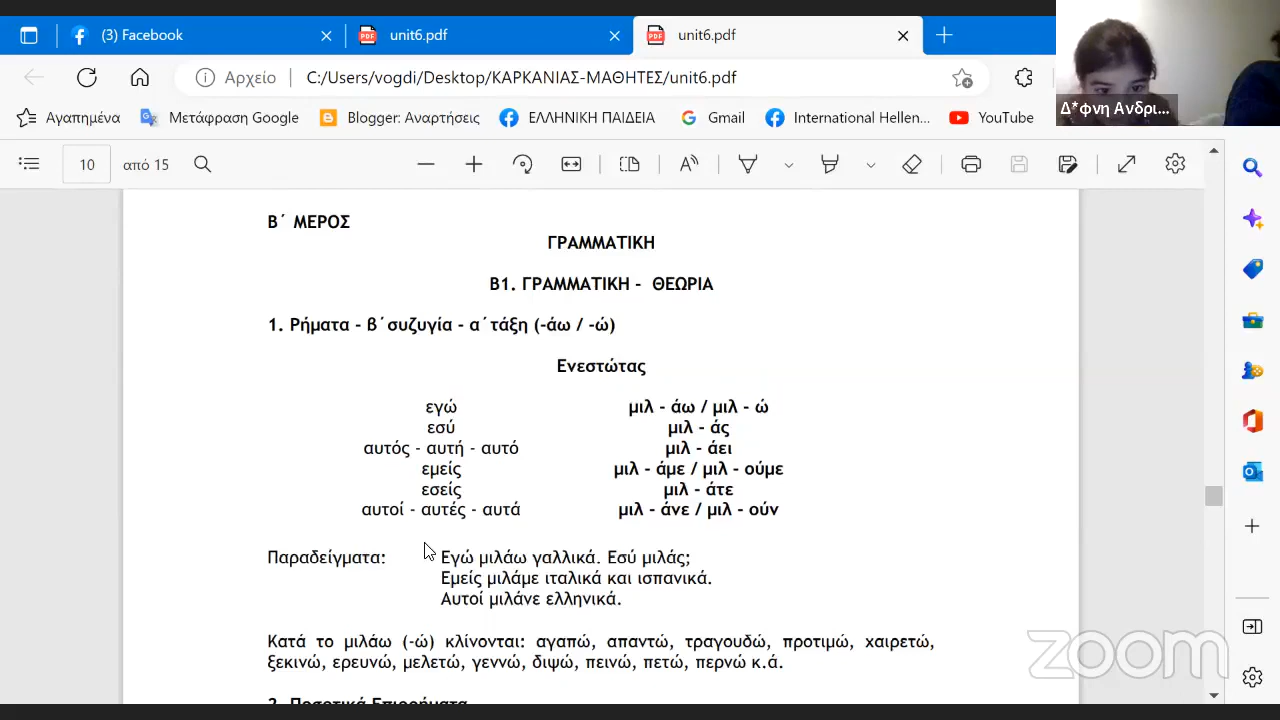 (3) Facebook
unit6.pdf
unit6.pdf
Αρχείο
C:/Users/vogdi/Desktop/ΚΑΡΚΑΝΙΑΣ-ΜΑΘΗΤΕΣ/unit6.pdf
Δ*φνη Ανδρι...
Αγαπημένα
Μετάφραση Google
Blogger: Αναρτήσεις
ΕΛΛΗΝΙΚΗ ΠΑΙΔΕΙΑ
Gmail
International Hellen...
YouTube
10 από 15
Β΄ ΜΕΡΟΣ
ΓΡΑΜΜΑΤΙΚΗ
Β1. ΓΡΑΜΜΑΤΙΚΗ - ΘΕΩΡΙΑ
1. Ρήματα - β΄συζυγία - α΄τάξη (-άω / -ώ)
Ενεστώτας
εγώ μιλ - άω / μιλ - ώ
εσύ μιλ - άς
αυτός - αυτή - αυτό μιλ - άει
εμείς μιλ - άμε / μιλ - ούμε
εσείς μιλ - άτε
αυτοί - αυτές - αυτά μιλ - άνε / μιλ - ούν
Παραδείγματα: Εγώ μιλάω γαλλικά. Εσύ μιλάς;
Εμείς μιλάμε ιταλικά και ισπανικά.
Αυτοί μιλάνε ελληνικά.
Κατά το μιλάω (-ώ) κλίνονται: αγαπώ, απαντώ, τραγουδώ, προτιμώ, χαιρετώ,
ξεκινώ, ερευνώ, μελετώ, γεννώ, διψώ, πεινώ, πετώ, περνώ κ.ά.
2. Ποσοτικά Επιρρήματα
zoom